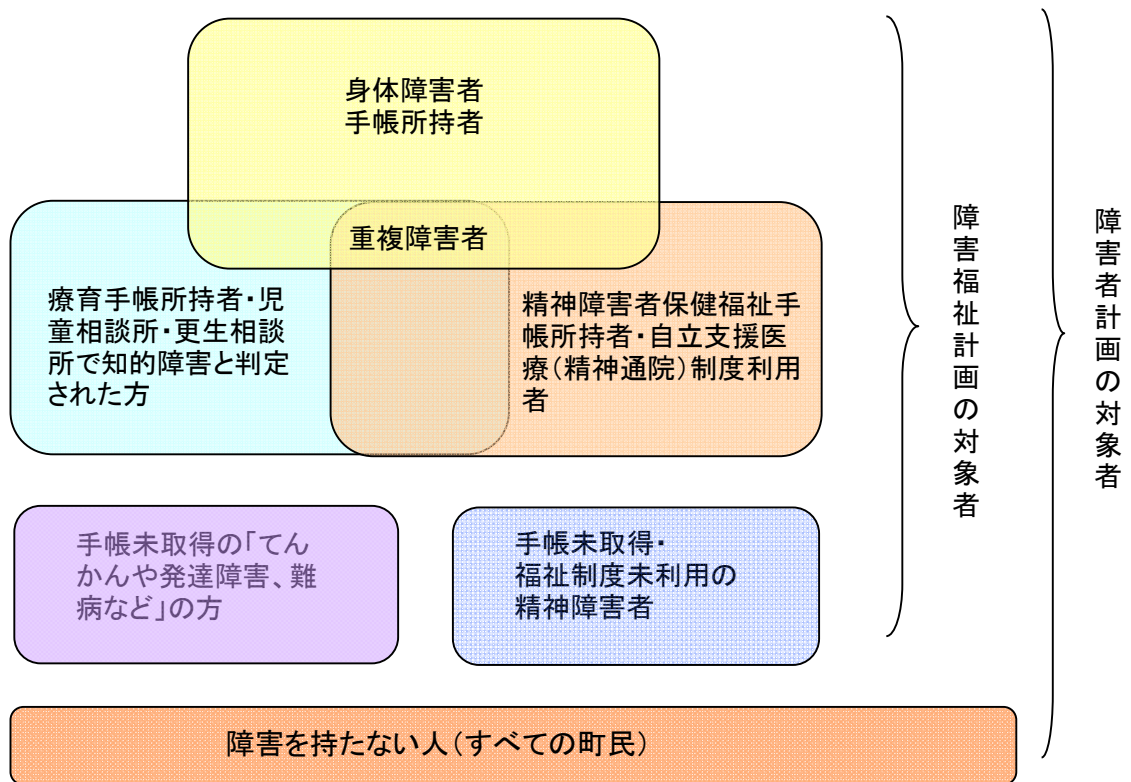 身体障害者
手帳所持者
重複障害者
療育手帳所持者・児
童相談所・更生相談
所で知的障害と判定
された方
精神障害者保健福祉手
帳所持者・自立支援医
療(精神通院)制度利用
者
手帳未取得の「てん
かんや発達障害、難
病など」の方
手帳未取得・
福祉制度未利用の
精神障害者
障害を持たない人(すべての町民)
障害福祉計画の対象者
障害者計画の対象者